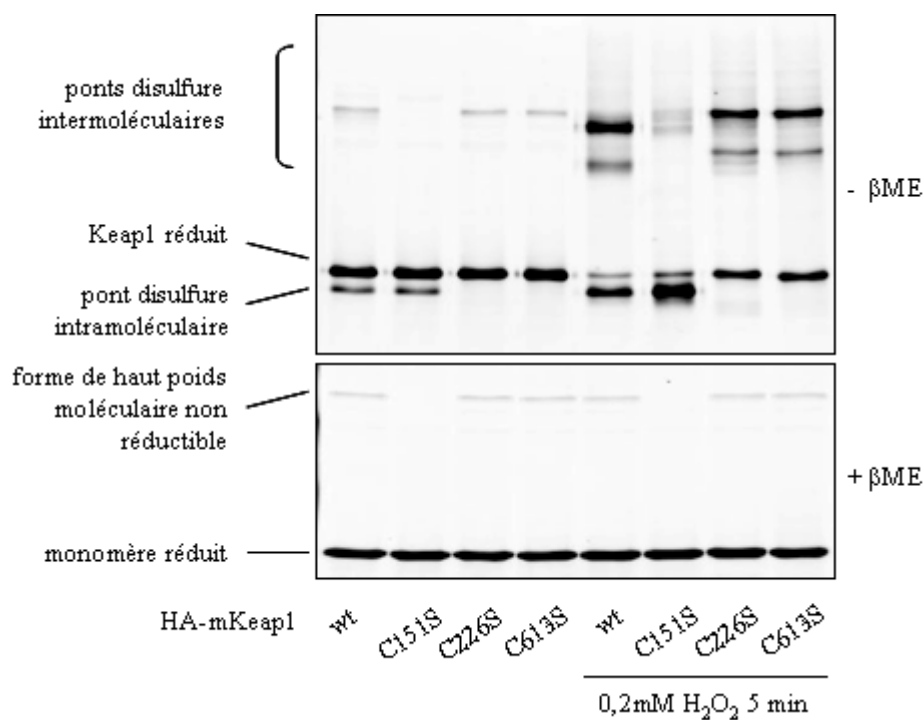 ponts disulfure
intermoléculaires
- βME
Keap1 réduit
pont disulfure
intramoléculaire
forme de haut poids
moléculaire non
réductible
+ βME
monomère réduit
HA-mKeap1
wt
C151S
C226S
C613S
wt
C151S
C226S
C613S
0,2mM H₂O₂ 5 min